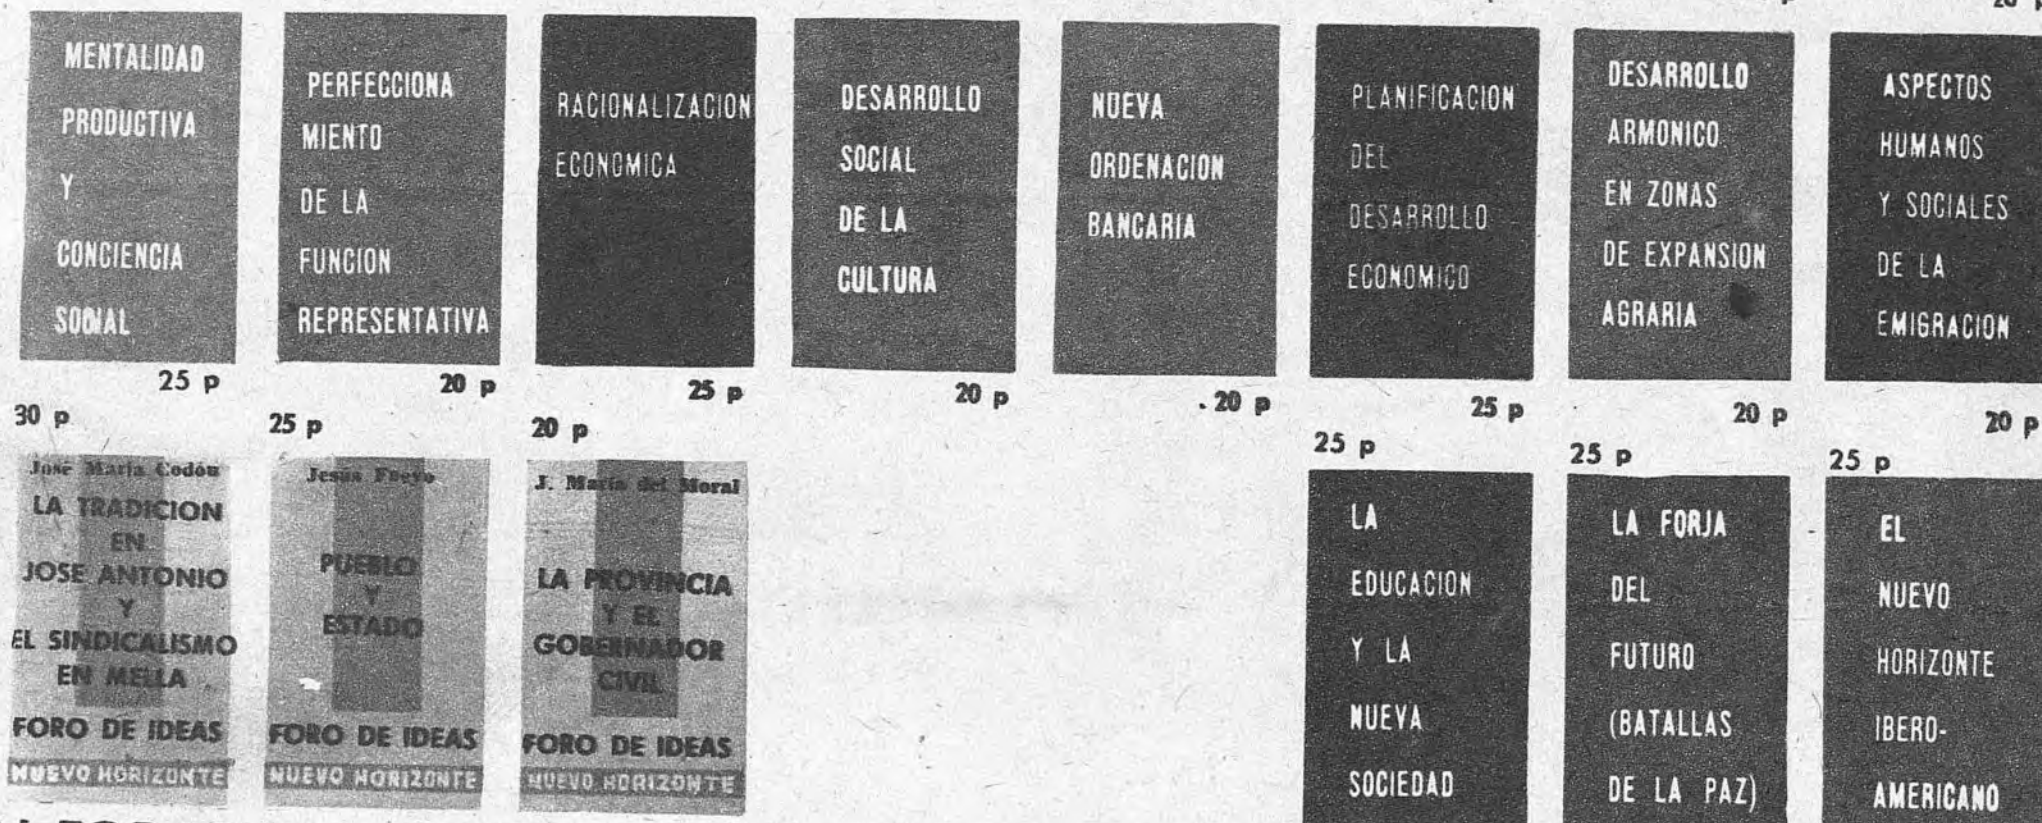 MENTALIDAD
PRODUCTIVA
Y
CONCIENCIA
SOCIAL
25 p
PERFECCIONA
MIENTO
DE LA
FUNCION
REPRESENTATIVA
20 p
RACIONALIZACION
ECONOMICA
25 p
DESARROLLO
SOCIAL
DE LA
CULTURA
20 p
NUEVA
ORDENACION
BANCARIA
20 p
PLANIFICACION
DEL
DESARROLLO
ECONOMICO
25 p
DESARROLLO
ARMONICO
EN ZONAS
DE EXPANSION
AGRARIA
20 p
ASPECTOS
HUMANOS
Y SOCIALES
DE LA
EMIGRACION
20 p
30 p
José María Codón
LA TRADICION
EN
JOSE ANTONIO
Y
EL SINDICALISMO
EN MELLA
FORO DE IDEAS
NUEVO HORIZONTE
25 p
Jesús Fueyo
PUEBLO
Y
ESTADO
FORO DE IDEAS
NUEVO HORIZONTE
20 p
J. María del Moral
LA PROVINCIA
Y EL
GOBERNADOR
CIVIL
FORO DE IDEAS
NUEVO HORIZONTE
25 p
LA
EDUCACION
Y LA
NUEVA
SOCIEDAD
25 p
LA FORJA
DEL
FUTURO
(BATALLAS
DE LA PAZ)
25 p
EL
NUEVO
HORIZONTE
IBERO-
AMERICANO